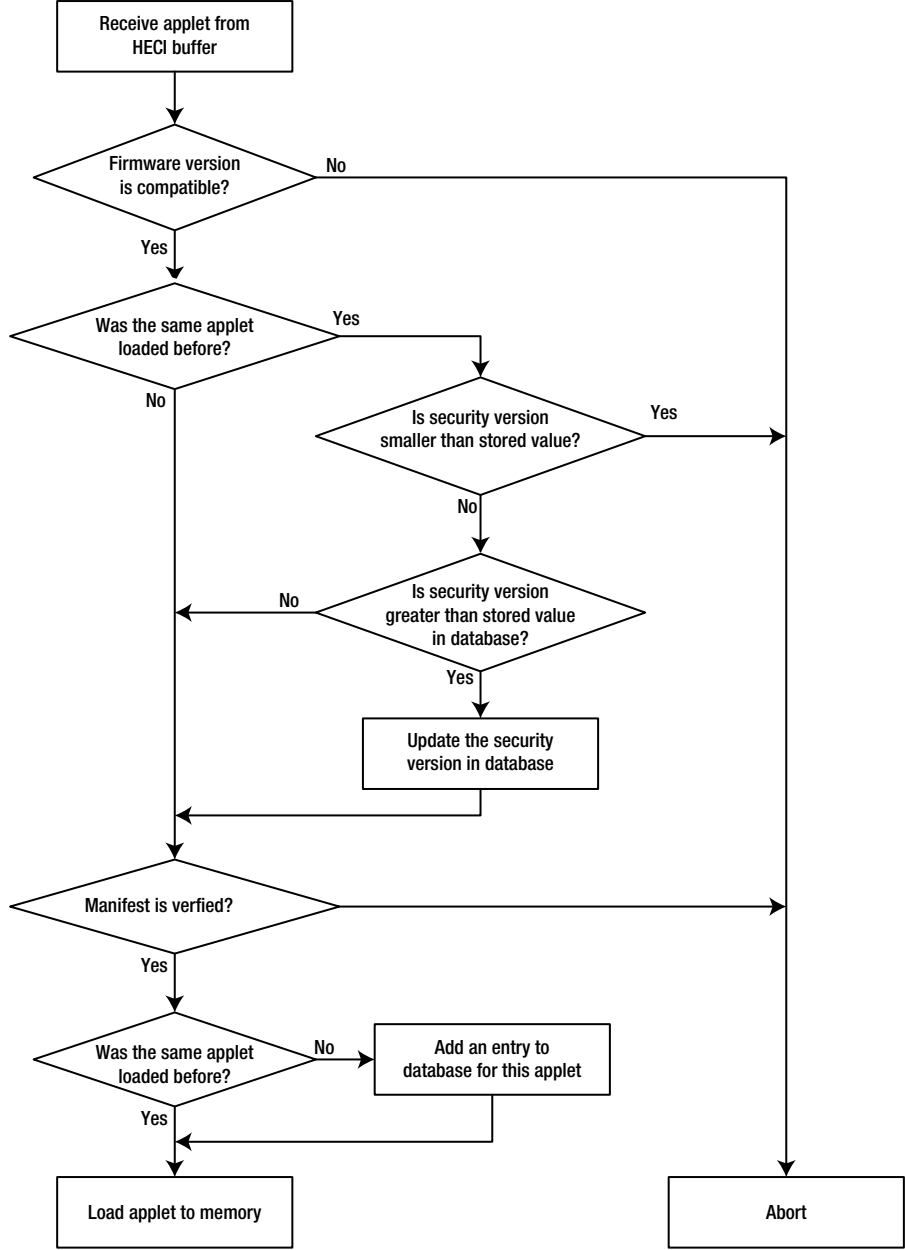 Receive applet from
HECI buffer
Firmware version
is compatible?
No
Yes
Was the same applet
loaded before?
Yes
No
Is security version
smaller than stored value?
Yes
No
Is security version
greater than stored value
in database?
No
Yes
Update the security
version in database
Manifest is verfied?
Yes
Was the same applet
loaded before?
No
Add an entry to
database for this applet
Yes
Load applet to memory
Abort